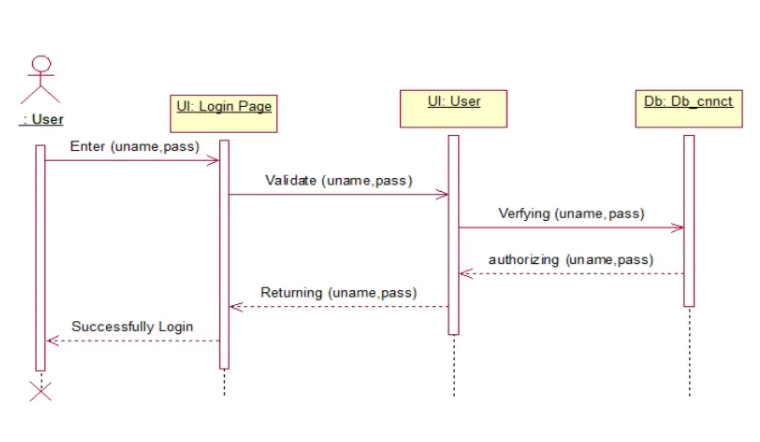 : User
UI: Login Page
UI: User
Db: Db_cnnct
Enter (uname,pass)
Validate (uname,pass)
Verfying (uname,pass)
authorizing (uname,pass)
Returning (uname,pass)
Successfully Login